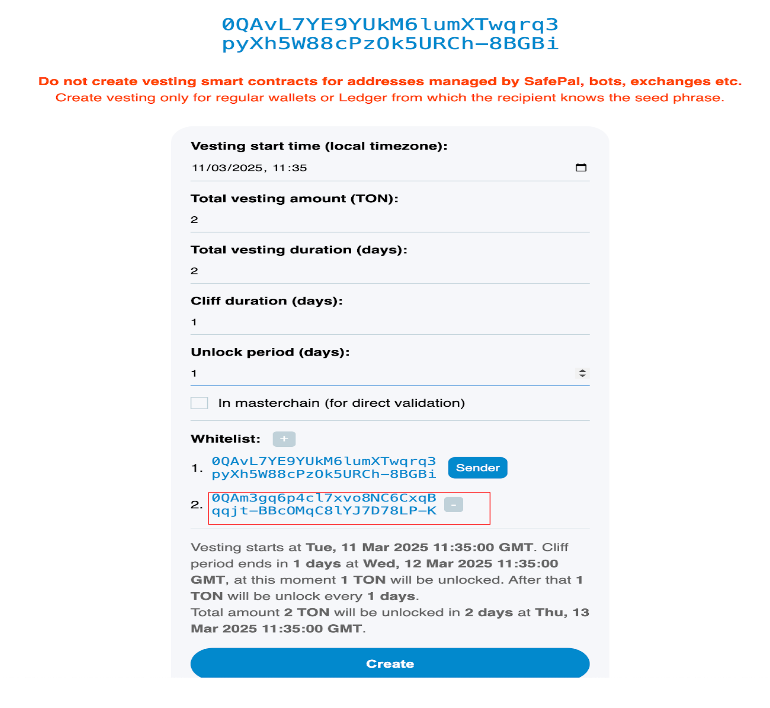 0QAvL7YE9YUkM6lumXTwqrq3
pyXh5W88cPzOk5URCh–8BGBi
Do not create vesting smart contracts for addresses managed by SafePal, bots, exchanges etc.
Create vesting only for regular wallets or Ledger from which the recipient knows the seed phrase.
Vesting start time (local timezone):
11/03/2025, 11:35
Total vesting amount (TON):
2
Total vesting duration (days):
2
Cliff duration (days):
1
Unlock period (days):
1
In masterchain (for direct validation)
Whitelist: +
1. 0QAvL7YE9YUkM6lumXTwqrq3
pyXh5W88cPzOk5URCh–8BGBi Sender
2. 0QAm3gq6p4cl7xvo8NC6CxqB
qqjt–BBcOMqC8lYJ7D78LP–K -
Vesting starts at Tue, 11 Mar 2025 11:35:00 GMT. Cliff
period ends in 1 days at Wed, 12 Mar 2025 11:35:00
GMT, at this moment 1 TON will be unlocked. After that 1
TON will be unlock every 1 days.
Total amount 2 TON will be unlocked in 2 days at Thu, 13
Mar 2025 11:35:00 GMT.
Create